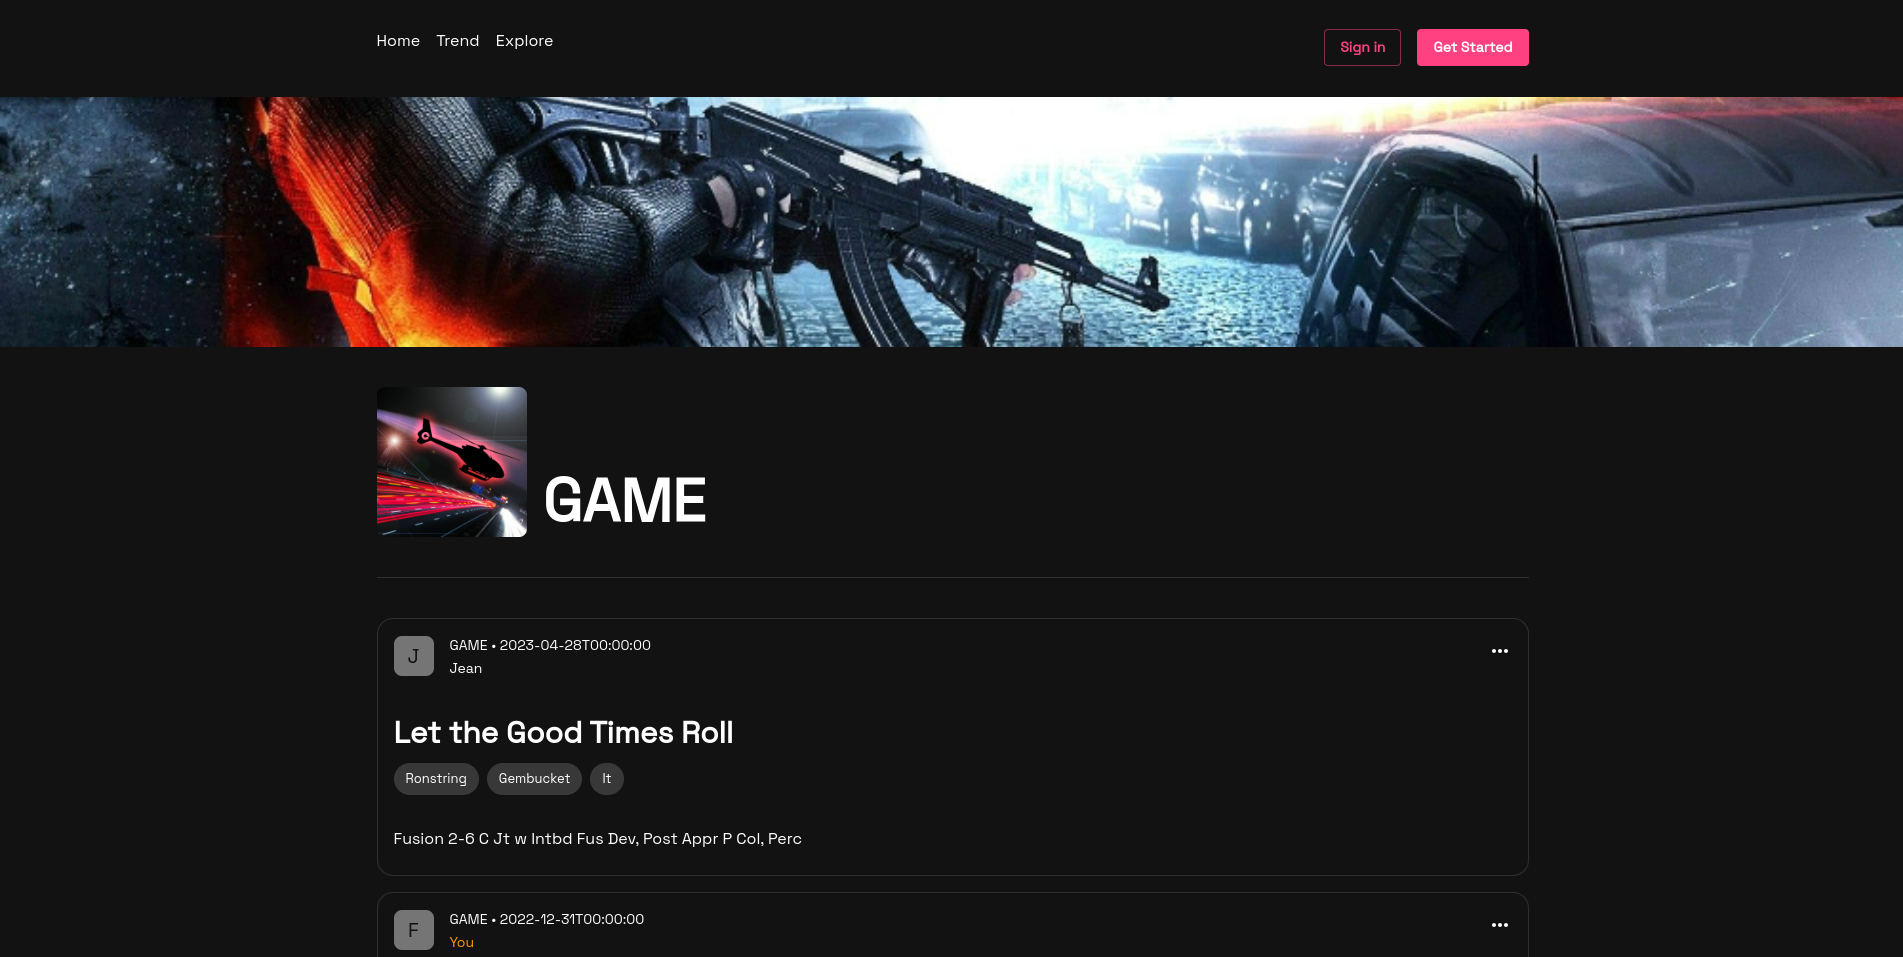 Home Trend Explore
Sign in Get Started
GAME
J
GAME • 2023-04-28T00:00:00
Jean
Let the Good Times Roll
Ronstring Gembucket It
Fusion 2-6 C Jt w Intbd Fus Dev, Post Appr P Col, Perc
F
GAME • 2022-12-31T00:00:00
You